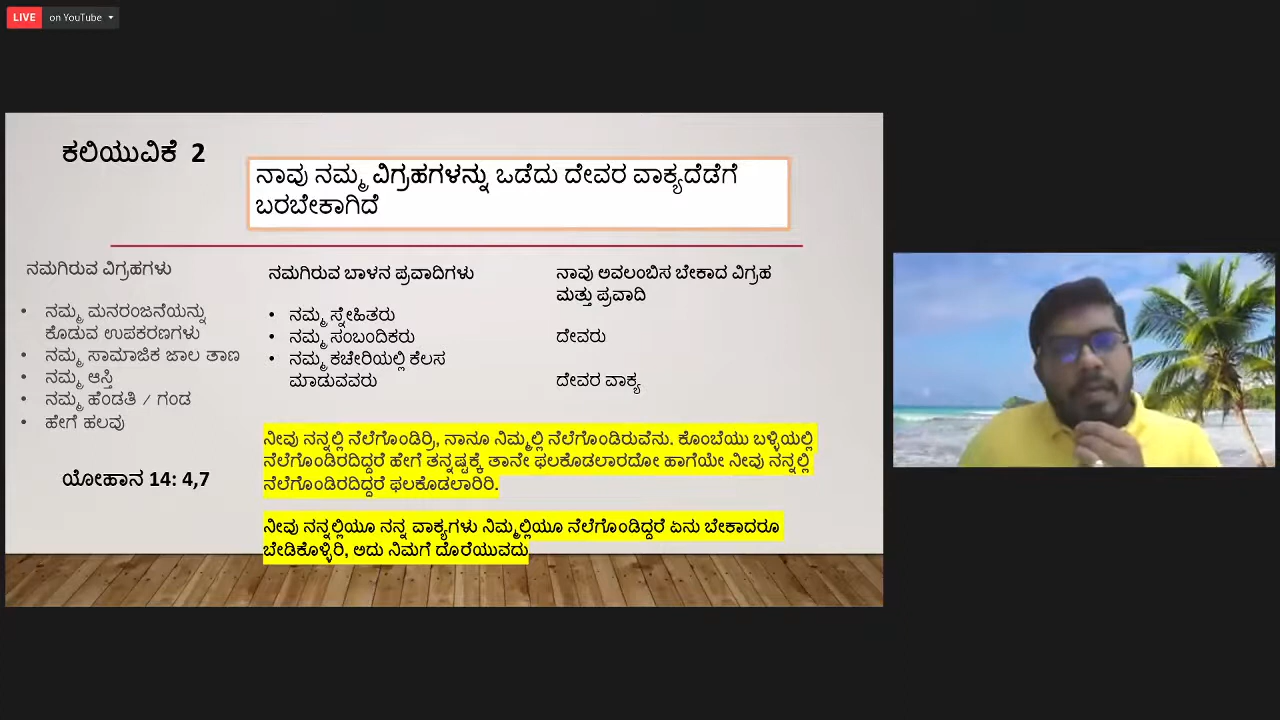 LIVE on YouTube
ಕಲಿಯುವಿಕೆ 2
ನಾವು ನಮ್ಮ ವಿಗ್ರಹಗಳನ್ನು ಒಡೆದು ದೇವರ ವಾಕ್ಯದೆಡೆಗೆ
ಬರಬೇಕಾಗಿದೆ
ನಮಗಿರುವ ವಿಗ್ರಹಗಳು
• ನಮ್ಮ ಮನರಂಜನೆಯನ್ನು
ಕೊಡುವ ಉಪಕರಣಗಳು
• ನಮ್ಮ ಸಾಮಾಜಿಕ ಜಾಲ ತಾಣ
• ನಮ್ಮ ಆಸ್ತಿ
• ನಮ್ಮ ಹೆಂಡತಿ / ಗಂಡ
• ಹೇಗೆ ಹಲವು
ಯೋಹಾನ 14: 4,7
ನಮಗಿರುವ ಬಾಳನ ಪ್ರವಾದಿಗಳು
• ನಮ್ಮ ಸ್ನೇಹಿತರು
• ನಮ್ಮ ಸಂಬಂದಿಕರು
• ನಮ್ಮ ಕಚೇರಿಯಲ್ಲಿ ಕೆಲಸ
ಮಾಡುವವರು
ನಾವು ಅವಲಂಬಿಸ ಬೇಕಾದ ವಿಗ್ರಹ
ಮತ್ತು ಪ್ರವಾದಿ
ದೇವರು
ದೇವರ ವಾಕ್ಯ
ನೀವು ನನ್ನಲ್ಲಿ ನೆಲೆಗೊಂಡಿರ್ರಿ, ನಾನೂ ನಿಮ್ಮಲ್ಲಿ ನೆಲೆಗೊಂಡಿರುವೆನು. ಕೊಂಬೆಯು ಬಳ್ಳಿಯಲ್ಲಿ
ನೆಲೆಗೊಂಡಿರದಿದ್ದರೆ ಹೇಗೆ ತನ್ನಷ್ಟಕ್ಕೆ ತಾನೇ ಫಲಕೊಡಲಾರದೋ ಹಾಗೆಯೇ ನೀವು ನನ್ನಲ್ಲಿ
ನೆಲೆಗೊಂಡಿರದಿದ್ದರೆ ಫಲಕೊಡಲಾರಿರಿ.
ನೀವು ನನ್ನಲ್ಲಿಯೂ ನನ್ನ ವಾಕ್ಯಗಳು ನಿಮ್ಮಲ್ಲಿಯೂ ನೆಲೆಗೊಂಡಿದ್ದರೆ ಏನು ಬೇಕಾದರೂ
ಬೇಡಿಕೊಳ್ಳಿರಿ, ಅದು ನಿಮಗೆ ದೊರೆಯುವದು